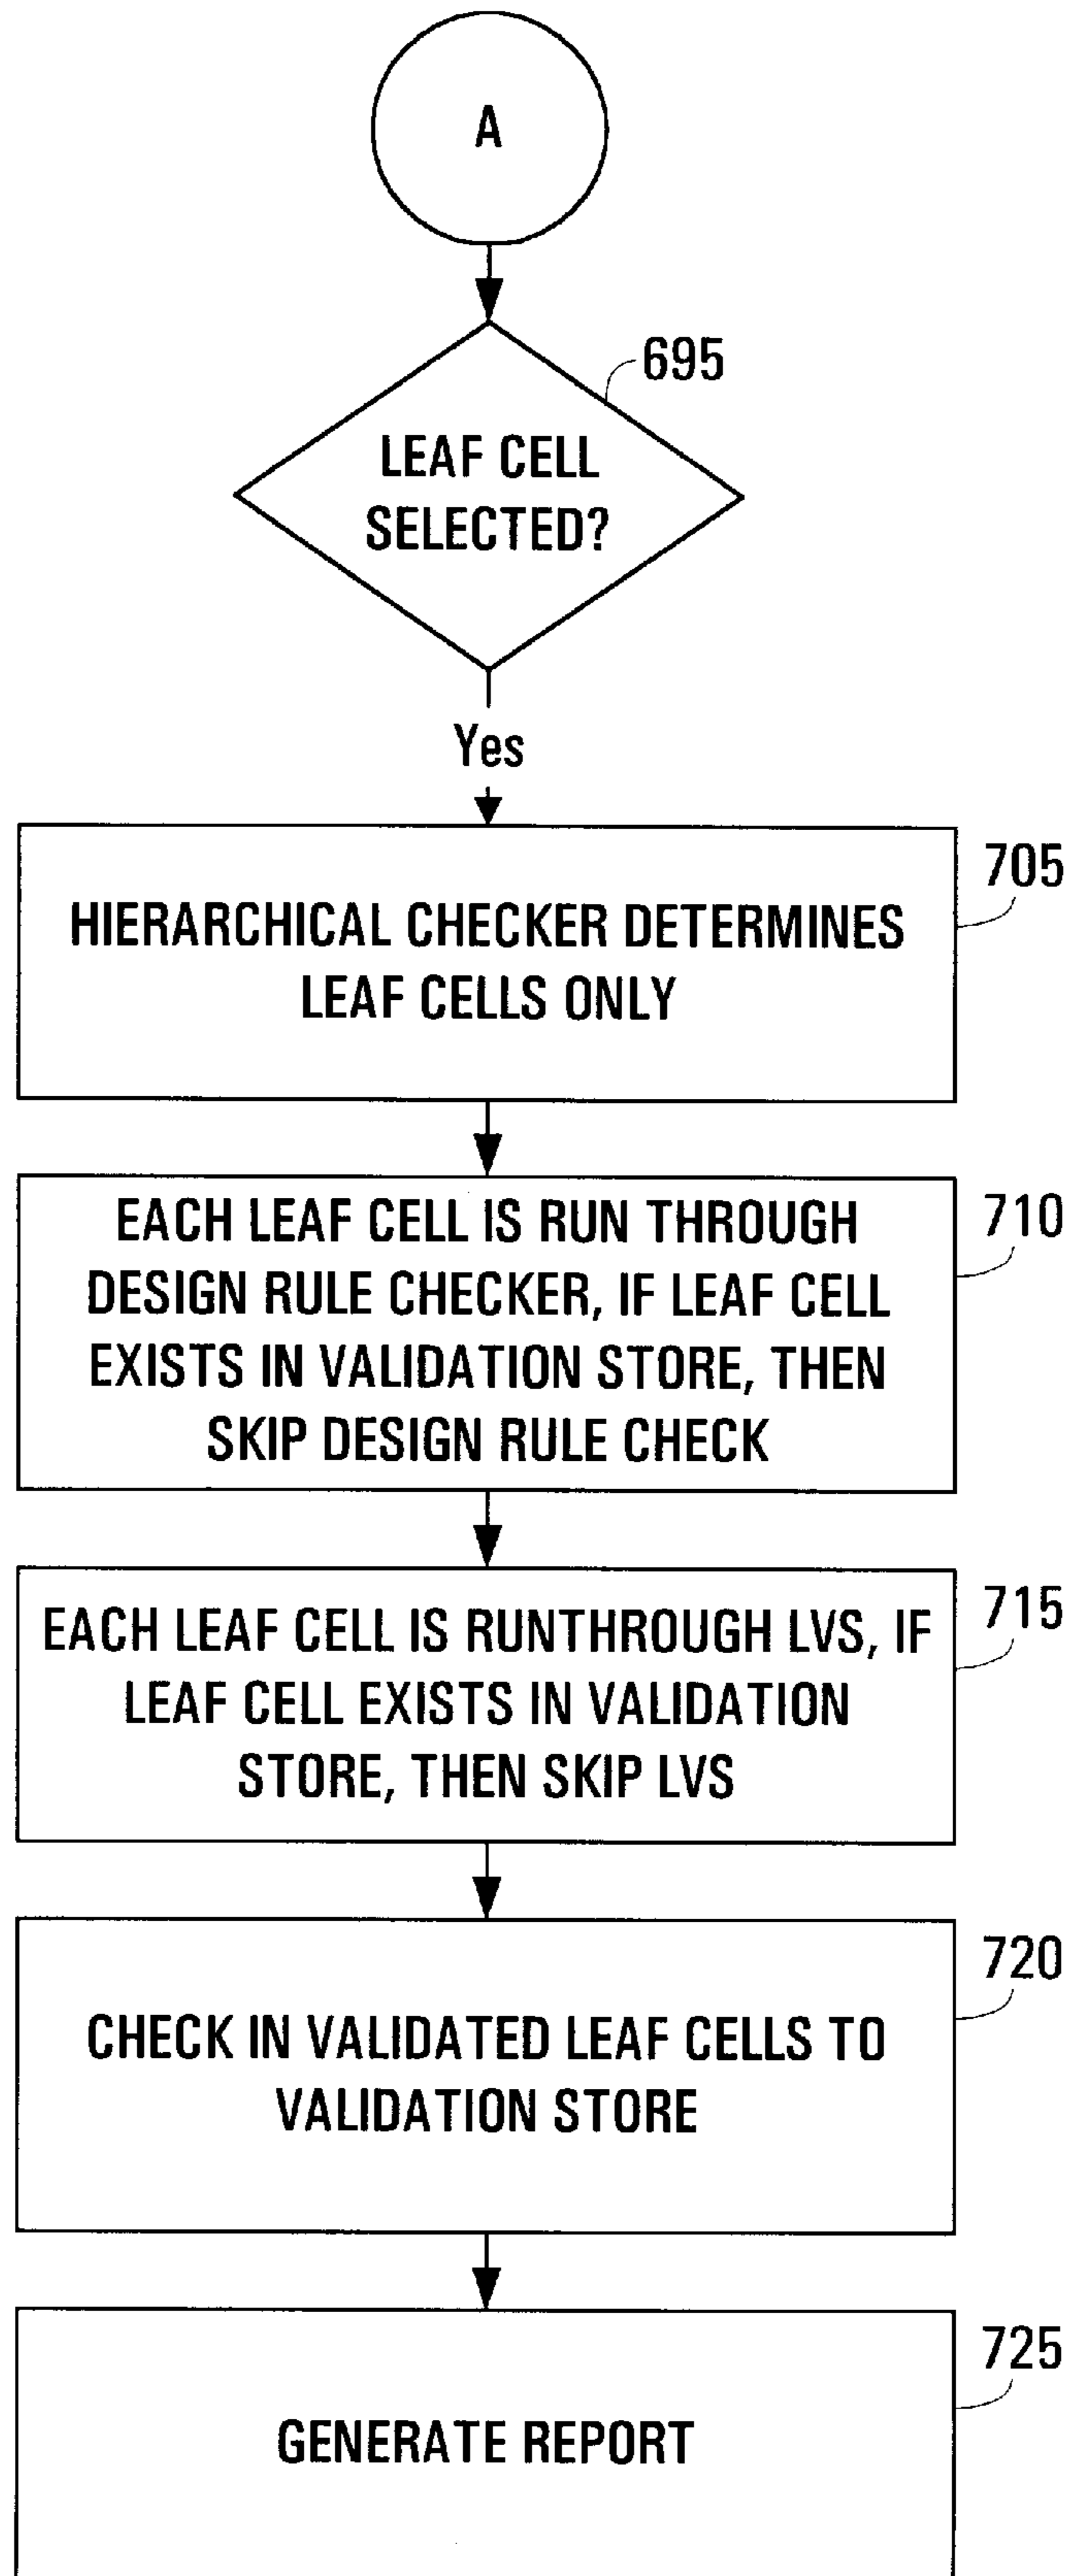 A
695
LEAF CELL
SELECTED?
Yes
705
HIERARCHICAL CHECKER DETERMINES
LEAF CELLS ONLY
710
EACH LEAF CELL IS RUN THROUGH
DESIGN RULE CHECKER, IF LEAF CELL
EXISTS IN VALIDATION STORE, THEN
SKIP DESIGN RULE CHECK
715
EACH LEAF CELL IS RUNTHROUGH LVS, IF
LEAF CELL EXISTS IN VALIDATION
STORE, THEN SKIP LVS
720
CHECK IN VALIDATED LEAF CELLS TO
VALIDATION STORE
725
GENERATE REPORT